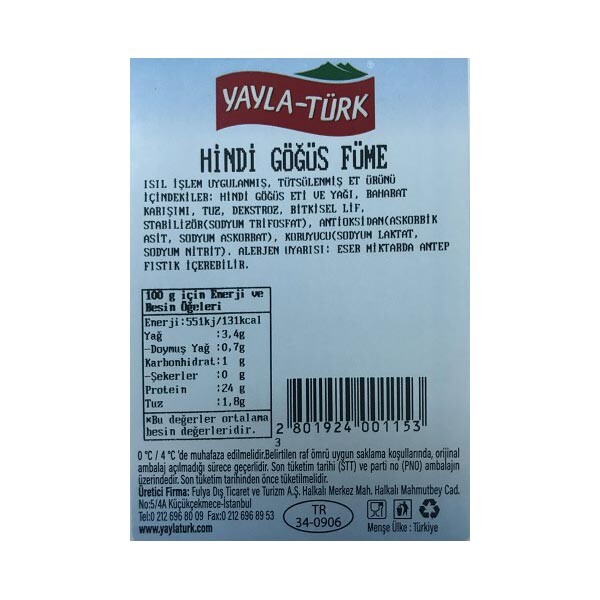 YAYLA-TÜRK
®
HİNDİ GÖĞÜS FÜME
ISIL İŞLEM UYGULANMIŞ, TÜTSÜLENMİŞ ET ÜRÜNÜ
İÇİNDEKİLER: HİNDİ GÖĞÜS ETİ VE YAĞI, BAHARAT
KARIŞIMI, TUZ, DEKSTROZ, BİTKİSEL LİF,
STABİLİZÖR(SODYUM TRİFOSFAT), ANTİOKSİDAN(ASKORBİK
ASİT, SODYUM ASKORBAT), KORUYUCU(SODYUM LAKTAT,
SODYUM NİTRİT). ALERJEN UYARISI: ESER MİKTARDA ANTEP
FISTIK İÇEREBİLİR.
100 g için Enerji ve
Besin Öğeleri
Enerji:551kj/131kcal
Yağ :3,4g
-Doymuş Yağ :0,7g
Karbonhidrat:1 g
-Şekerler :0 g
Protein :24 g
Tuz :1,8g
*Bu değerler ortalama
besin değerleridir.
2 801924 001153
3
0 °C / 4 °C 'de muhafaza edilmelidir.Belirtilen raf ömrü uygun saklama koşullarında, orijinal
ambalaj açılmadığı sürece geçerlidir. Son tüketim tarihi (STT) ve parti no (PNO) ambalajın
üzerindedir. Son tüketim tarihinden önce tüketilmelidir.
Üretici Firma: Fulya Dış Ticaret ve Turizm A.Ş. Halkalı Merkez Mah. Halkalı Mahmutbey Cad.
No:5/4A Küçükçekmece-İstanbul
Tel:0 212 696 80 09 Fax:0 212 696 89 53
www.yaylaturk.com
TR
34-0906
Menşe Ülke : Türkiye